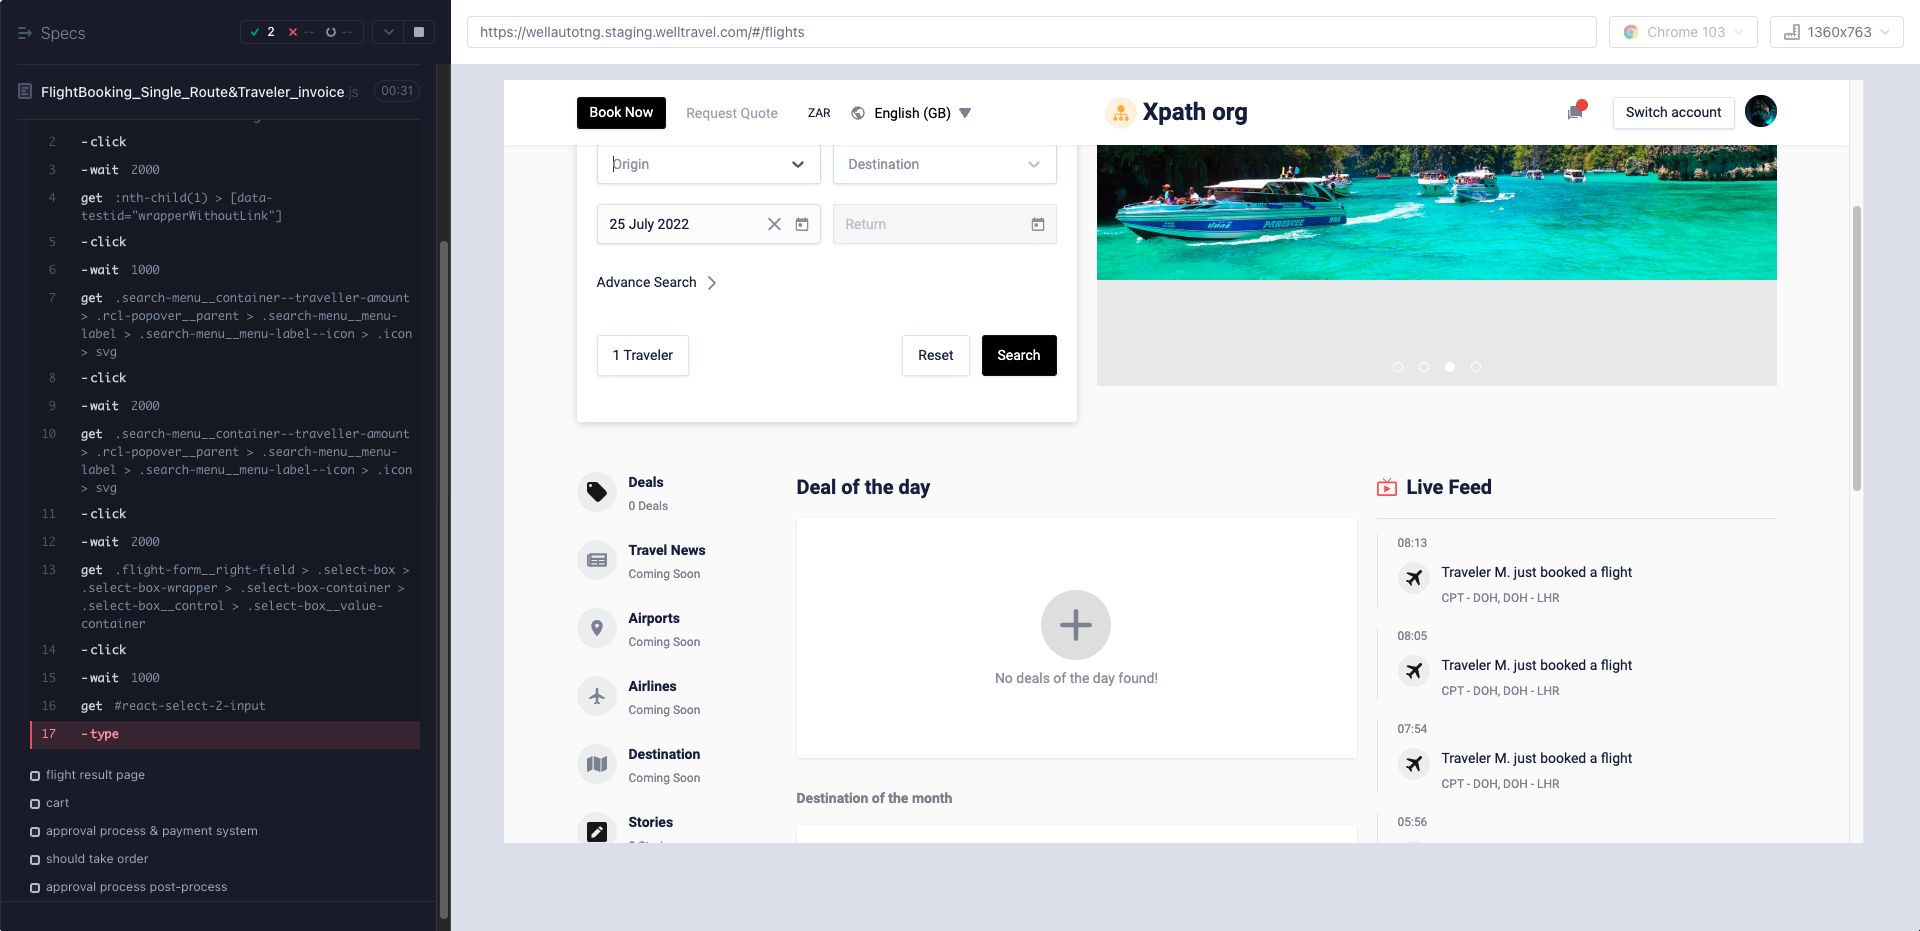 Specs
2
--
--
FlightBooking_Single_Route&Traveler_invoice.js
00:31
2 -click
3 -wait 2000
4 get :nth-child(1) > [data-
testid="wrapperWithoutLink"]
5 -click
6 -wait 1000
7 get .search-menu__container--traveller-amount
> .rcl-popover__parent > .search-menu__menu-
label > .search-menu__menu-label--icon > .icon
> svg
8 -click
9 -wait 2000
10 get .search-menu__container--traveller-amount
> .rcl-popover__parent > .search-menu__menu-
label > .search-menu__menu-label--icon > .icon
> svg
11 -click
12 -wait 2000
13 get .flight-form__right-field > .select-box >
.select-box-wrapper > .select-box-container >
.select-box__control > .select-box__value-
container
14 -click
15 -wait 1000
16 get #react-select-2-input
17 -type
flight result page
cart
approval process & payment system
should take order
approval process post-process
https://wellautotng.staging.welltravel.com/#/flights
Chrome 103
1360x763
Book Now
Request Quote
ZAR
English (GB)
Xpath org
Switch account
Origin
Destination
25 July 2022
Return
Advance Search
1 Traveler
Reset
Search
Deals
0 Deals
Travel News
Coming Soon
Airports
Coming Soon
Airlines
Coming Soon
Destination
Coming Soon
Stories
Deal of the day
No deals of the day found!
Destination of the month
Live Feed
08:13
Traveler M. just booked a flight
CPT - DOH, DOH - LHR
08:05
Traveler M. just booked a flight
CPT - DOH, DOH - LHR
07:54
Traveler M. just booked a flight
CPT - DOH, DOH - LHR
05:56